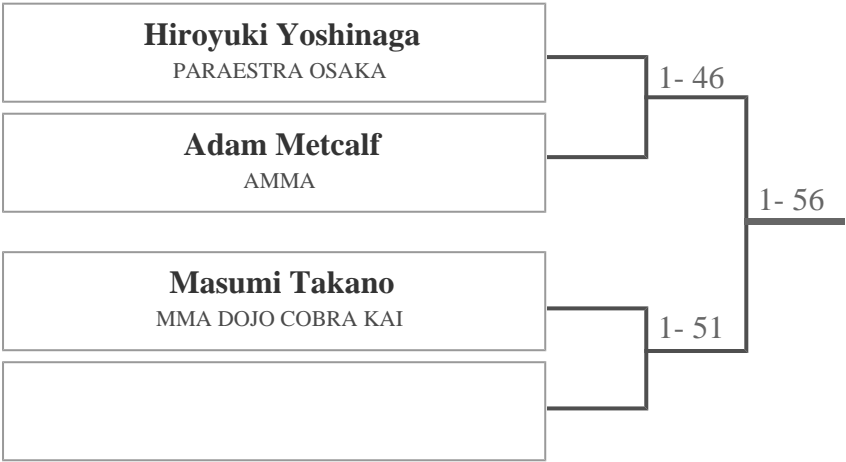 Hiroyuki Yoshinaga
PARAESTRA OSAKA
1- 46
Adam Metcalf
AMMA
1- 56
Masumi Takano
MMA DOJO COBRA KAI
1- 51